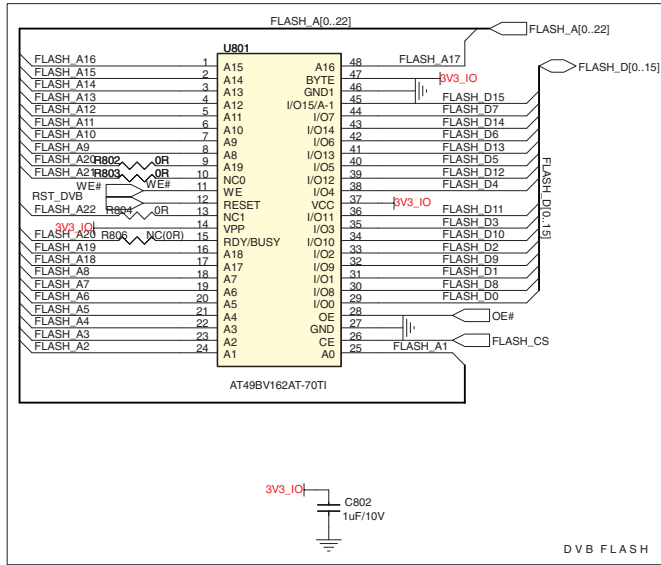 FLASH_A[0..22]
U801
FLASH_A[0..22]
FLASH_A16 1 A15 A16 48 FLASH_A17
FLASH_A15 2 A14 BYTE 47 3V3_IO FLASH_D[0..15]
FLASH_A14 3 A13 GND1 46
FLASH_A13 4 A12 I/O15/A-1 45 FLASH_D15
FLASH_A12 5 A11 I/O7 44 FLASH_D7
FLASH_A11 6 A10 I/O14 43 FLASH_D14
FLASH_A10 7 A9 I/O6 42 FLASH_D6
FLASH_A9 8 A8 I/O13 41 FLASH_D13
FLASH_A20 R802 0R 9 A19 I/O5 40 FLASH_D5
FLASH_A21 R803 0R 10 NC0 I/O12 39 FLASH_D12
WE# WE# 11 WE I/O4 38 FLASH_D4
RST_DVB 12 RESET VCC 37 3V3_IO
FLASH_A22 R804 0R 13 NC1 I/O11 36 FLASH_D11
3V3_IO 14 VPP I/O3 35 FLASH_D3
FLASH_A20 R806 NC(0R) 15 RDY/BUSY I/O10 34 FLASH_D10
FLASH_A19 16 A18 I/O2 33 FLASH_D2
FLASH_A18 17 A17 I/O9 32 FLASH_D9
FLASH_A8 18 A7 I/O1 31 FLASH_D1
FLASH_A7 19 A6 I/O8 30 FLASH_D8
FLASH_A6 20 A5 I/O0 29 FLASH_D0
FLASH_A5 21 A4 OE 28 OE#
FLASH_A4 22 A3 GND 27
FLASH_A3 23 A2 CE 26 FLASH_CS
FLASH_A2 24 A1 A0 25 FLASH_A1
FLASH_D[0..15]
AT49BV162AT-70TI
3V3_IO
C802
1uF/10V
DVB FLASH